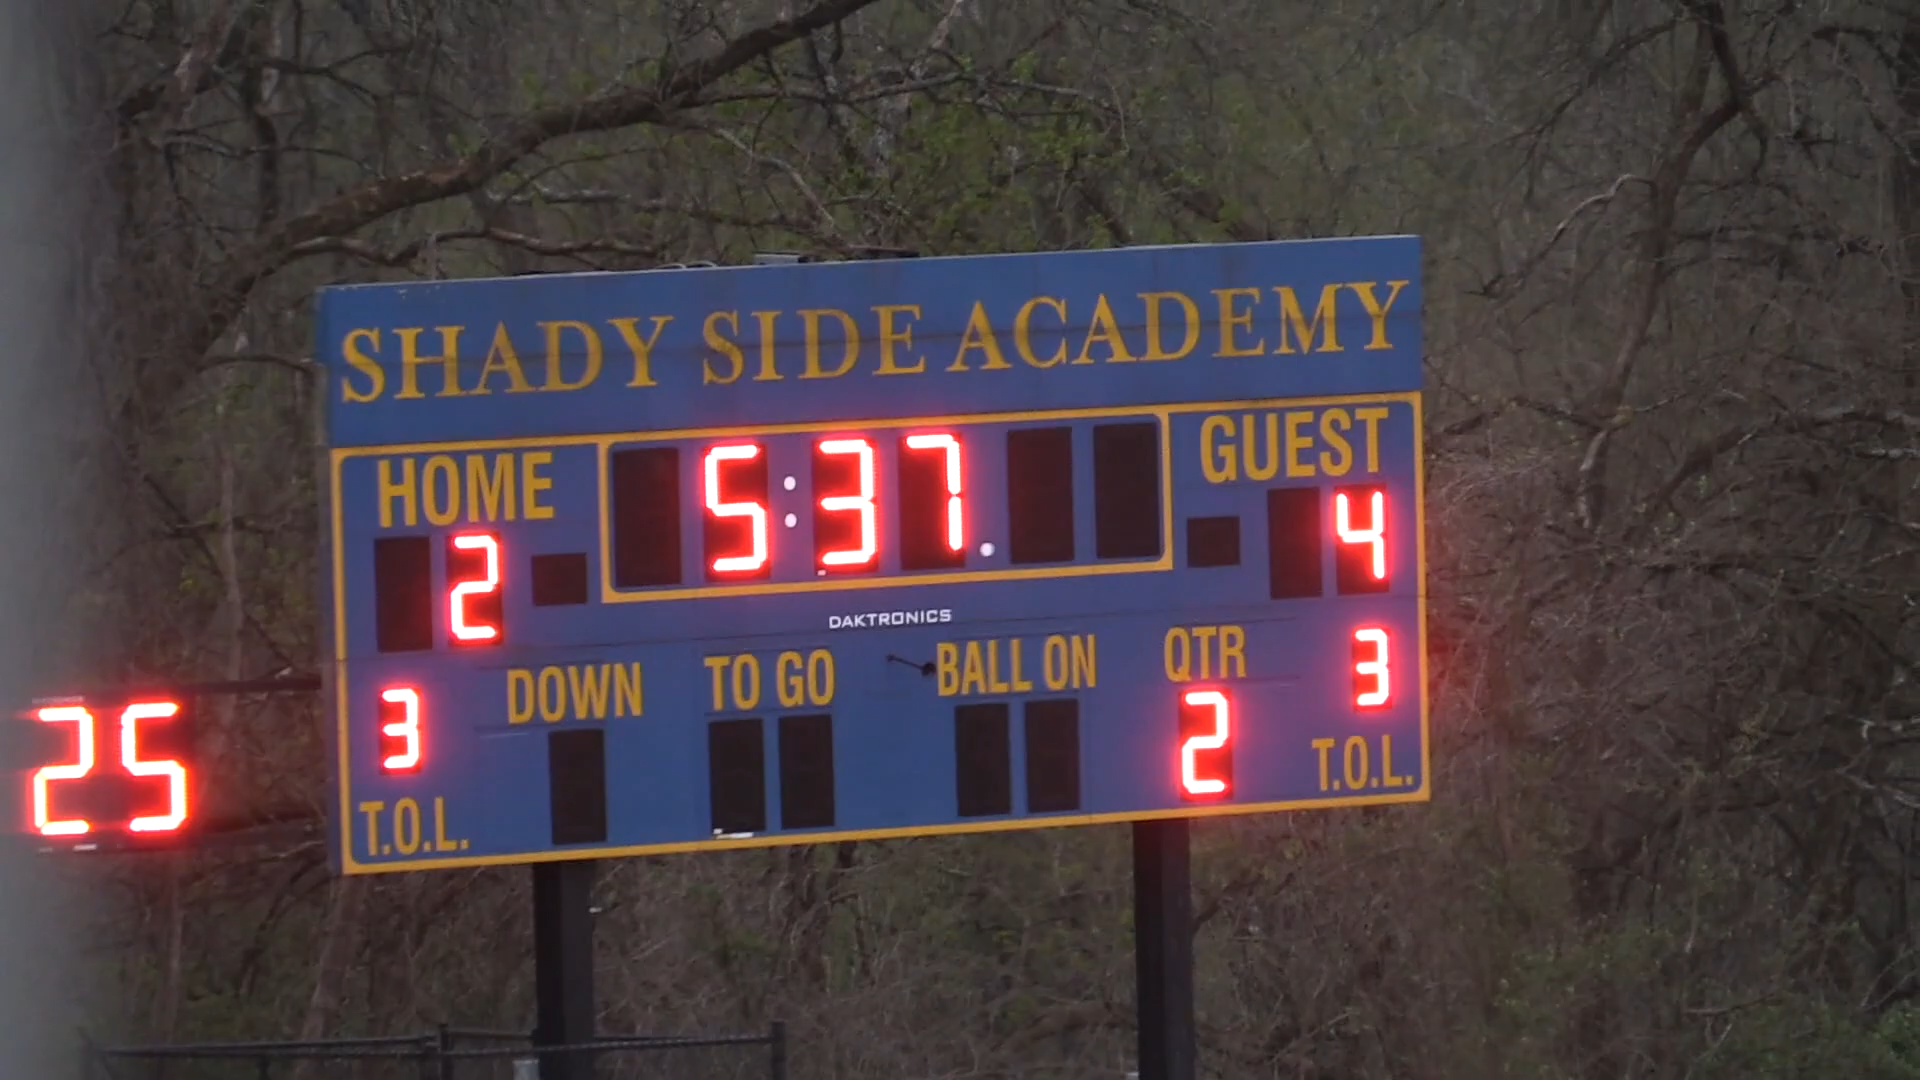 SHADY SIDE ACADEMY
HOME 5:37. GUEST
2 4
DAKTRONICS
DOWN TO GO BALL ON QTR 3
3 2
T.O.L. T.O.L.
25